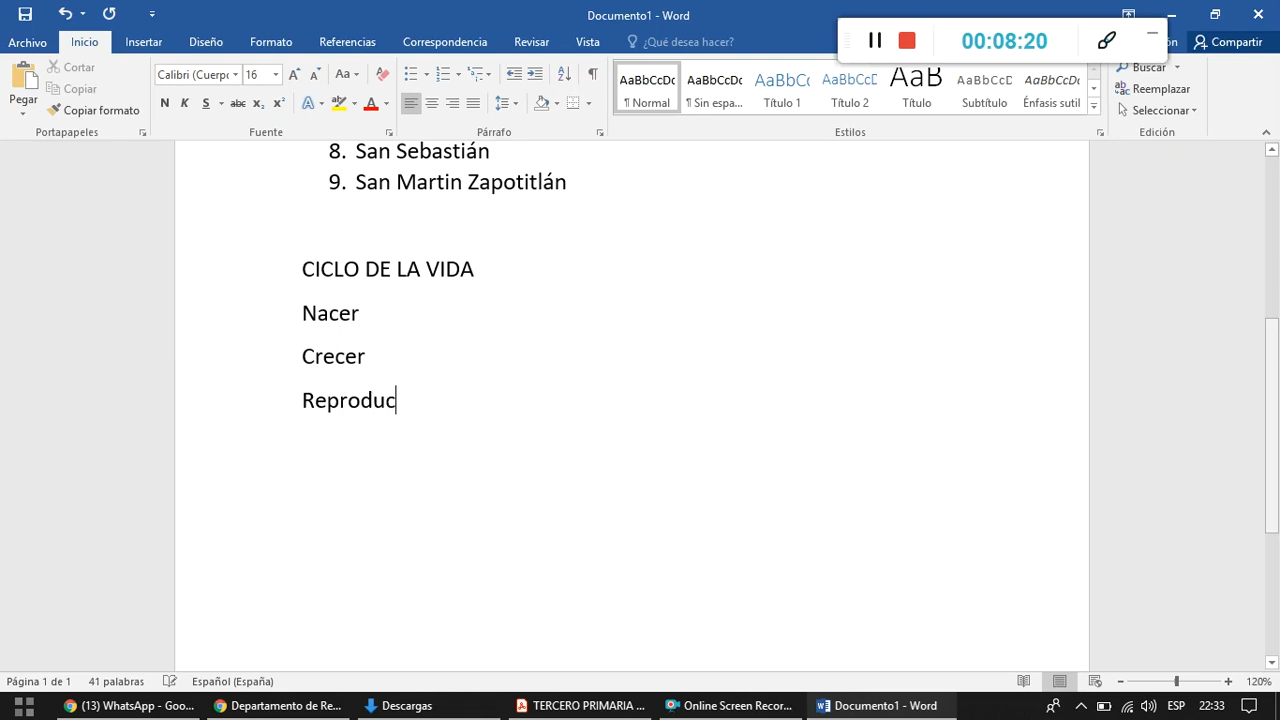 Documento1 - Word
Archivo Inicio Insertar Diseño Formato Referencias Correspondencia Revisar Vista ¿Qué desea hacer? Compartir
00:08:20
Pegar
Cortar
Copiar
Copiar formato
Portapapeles
Calibri (Cuerpo 16
Fuente
Párrafo
AaBbCcDc AaBbCcDc AaBbCc AaBbCcD AaB AaBbCcD AaBbCcDc
¶ Normal ¶ Sin espa... Título 1 Título 2 Título Subtítulo Énfasis sutil
Estilos
Buscar
Reemplazar
Seleccionar
Edición
8. San Sebastián
9. San Martin Zapotitlán
CICLO DE LA VIDA
Nacer
Crecer
Reproduc
Página 1 de 1 41 palabras Español (España) 120%
(13) WhatsApp - Goo... Departamento de Re... Descargas TERCERO PRIMARIA ... Online Screen Recor... Documento1 - Word ESP 22:33